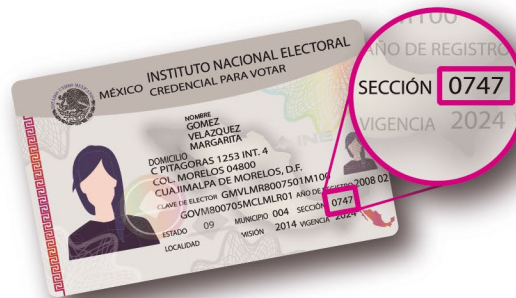 INSTITUTO NACIONAL ELECTORAL
MÉXICO CREDENCIAL PARA VOTAR
NOMBRE
GOMEZ
VELAZQUEZ
MARGARITA
DOMICILIO
C PITAGORAS 1253 INT. 4
COL. MORELOS 04800
CUAJIMALPA DE MORELOS, D.F.
CLAVE DE ELECTOR GMVLMR8007501M100
GOVM800705MCLMLR01 AÑO DE REGISTRO 2008 02
ESTADO 09 MUNICIPIO 004 SECCIÓN 0747
LOCALIDAD VISIÓN 2014 VIGENCIA 2024
AÑO DE REGISTRO
SECCIÓN 0747
VIGENCIA 2024